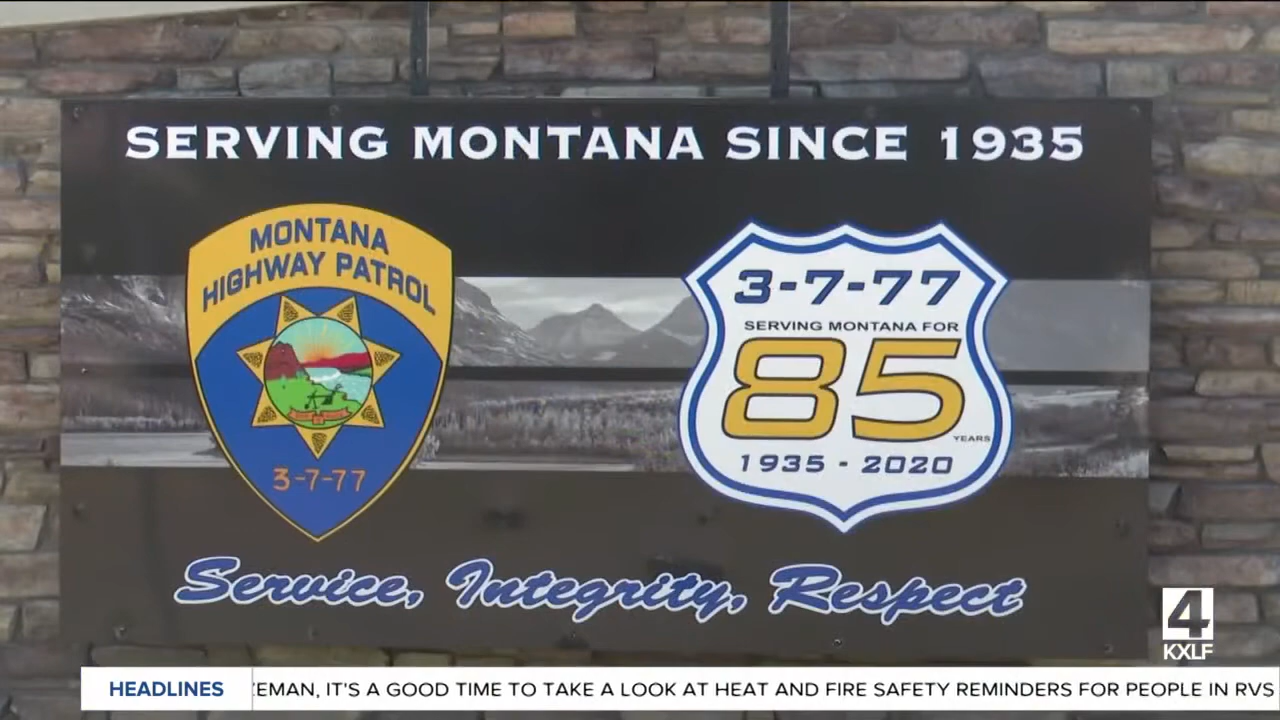 SERVING MONTANA SINCE 1935
MONTANA
HIGHWAY PATROL
3-7-77
3-7-77
SERVING MONTANA FOR
85
YEARS
1935 - 2020
Service, Integrity, Respect
4
KXLF
HEADLINES
EMAN, IT'S A GOOD TIME TO TAKE A LOOK AT HEAT AND FIRE SAFETY REMINDERS FOR PEOPLE IN RVS